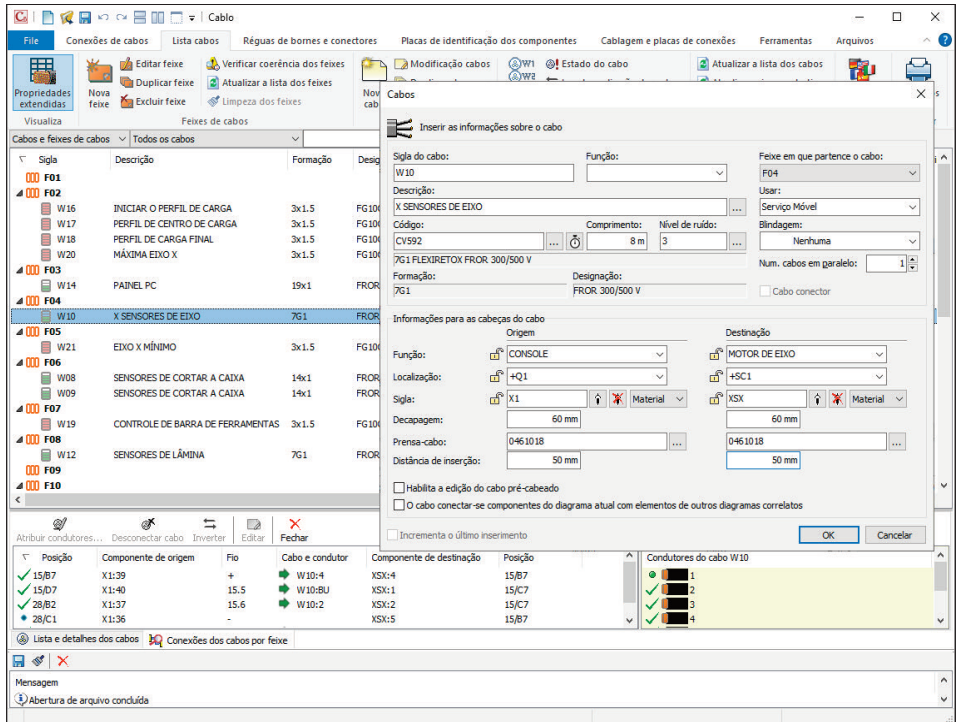 Cablo
File Conexões de cabos Lista cabos Réguas de bornes e conectores Placas de identificação dos componentes Cablagem e placas de conexões Ferramentas Arquivos
Propriedades extendidas
Visualiza
Nova feixe
Editar feixe
Duplicar feixe
Excluir feixe
Verificar coerência dos feixes
Atualizar a lista dos feixes
Limpeza dos feixes
Feixes de cabos
Modificação cabos
W1
W2
Estado do cabo
Atualizar a lista dos cabos
Cabos e feixes de cabos Todos os cabos
Sigla Descrição Formação
F01
F02
W16 INICIAR O PERFIL DE CARGA 3x1.5
W17 PERFIL DE CENTRO DE CARGA 3x1.5
W18 PERFIL DE CARGA FINAL 3x1.5
W20 MÁXIMA EIXO X 3x1.5
F03
W14 PAINEL PC 19x1 FROR
F04
W10 X SENSORES DE EIXO 7G1 FROR
F05
W21 EIXO X MÍNIMO 3x1.5
F06
W08 SENSORES DE CORTAR A CAIXA 14x1 FROR
W09 SENSORES DE CORTAR A CAIXA 14x1 FROR
F07
W19 CONTROLE DE BARRA DE FERRAMENTAS 3x1.5
F08
W12 SENSORES DE LÂMINA 7G1 FROR
F09
F10
Cabos
Inserir as informações sobre o cabo
Sigla do cabo: Função: Feixe em que partence o cabo:
W10 F04
Descrição: Usar:
X SENSORES DE EIXO ... Serviço Móvel
Código: Comprimento: Nível de ruído: Blindagem:
CV592 ... 8 m 3 ... Nenhuma
7G1 FLEXIRETOX FROR 300/500 V
Num. cabos em paralelo: 1
Formação: Designação:
7G1 FROR 300/500 V
Cabo conector
Informações para as cabeças do cabo
Origem Destinação
Função: CONSOLE MOTOR DE EIXO
Localização: +Q1 +SC1
Sigla: X1 Material XSX Material
Decapagem: 60 mm 60 mm
Prensa-cabo: 0461018 ... 0461018 ...
Distância de inserção: 50 mm 50 mm
Habilita a edição do cabo pré-cabeado
O cabo conectar-se componentes do diagrama atual com elementos de outros diagramas correlatos
Incrementa o último inserimento
OK Cancelar
Atribuir condutores... Desconectar cabo Inverter Editar Fechar
Posição Componente de origem Fio Cabo e condutor Componente de destinação Posição
15/B7 X1:39 + W10:4 XSX:4 15/B7
15/D7 X1:40 15.5 W10:BU XSX:1 15/C7
28/B2 X1:37 15.6 W10:2 XSX:2 15/C7
28/C1 X1:36 - XSX:5 15/B7
Condutores do cabo W10
1
2
3
4
Lista e detalhes dos cabos Conexões dos cabos por feixe
Mensagem
Abertura de arquivo concluída